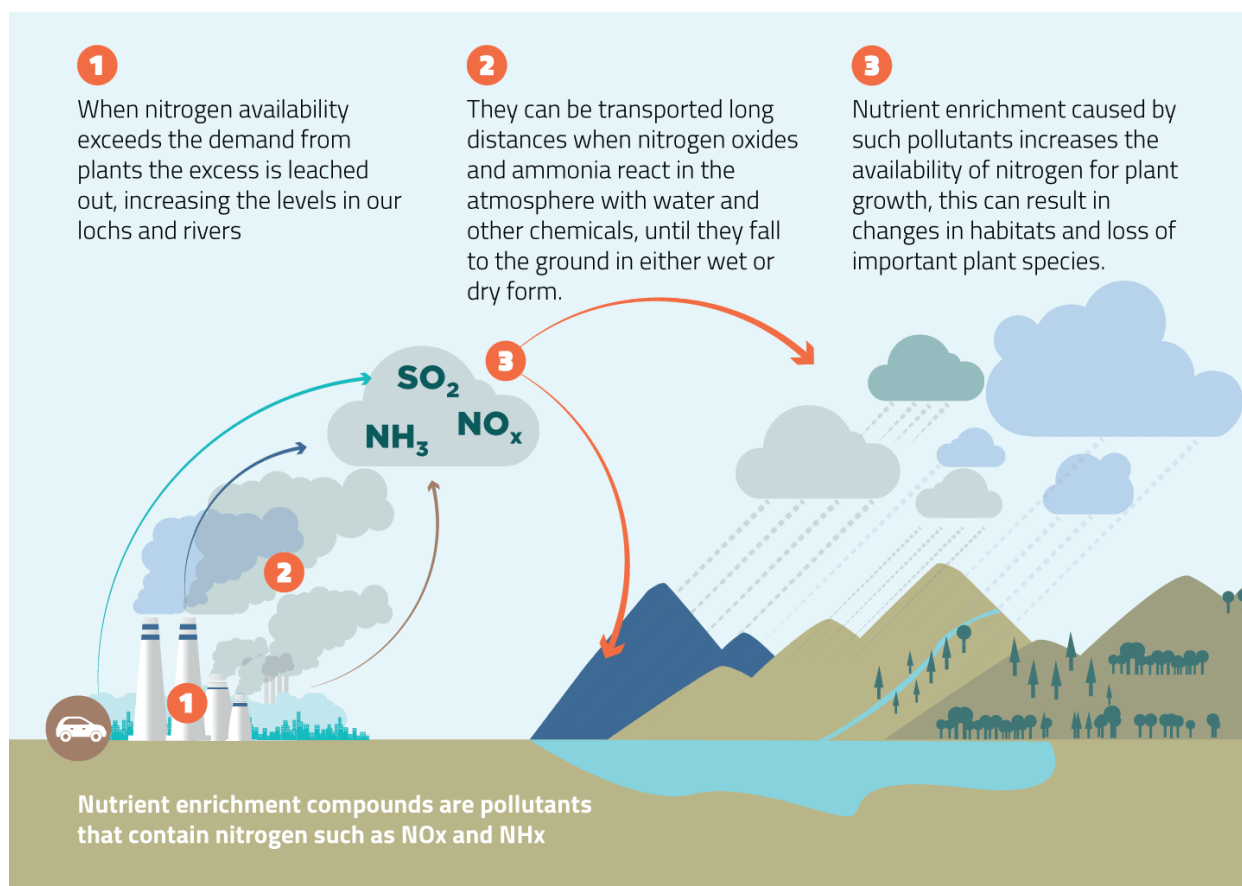 1
When nitrogen availability
exceeds the demand from
plants the excess is leached
out, increasing the levels in our
lochs and rivers
2
They can be transported long
distances when nitrogen oxides
and ammonia react in the
atmosphere with water and
other chemicals, until they fall
to the ground in either wet or
dry form.
3
Nutrient enrichment caused by
such pollutants increases the
availability of nitrogen for plant
growth, this can result in
changes in habitats and loss of
important plant species.
3
SO₂
NH₃ NOₓ
2
1
Nutrient enrichment compounds are pollutants
that contain nitrogen such as NOx and NHx